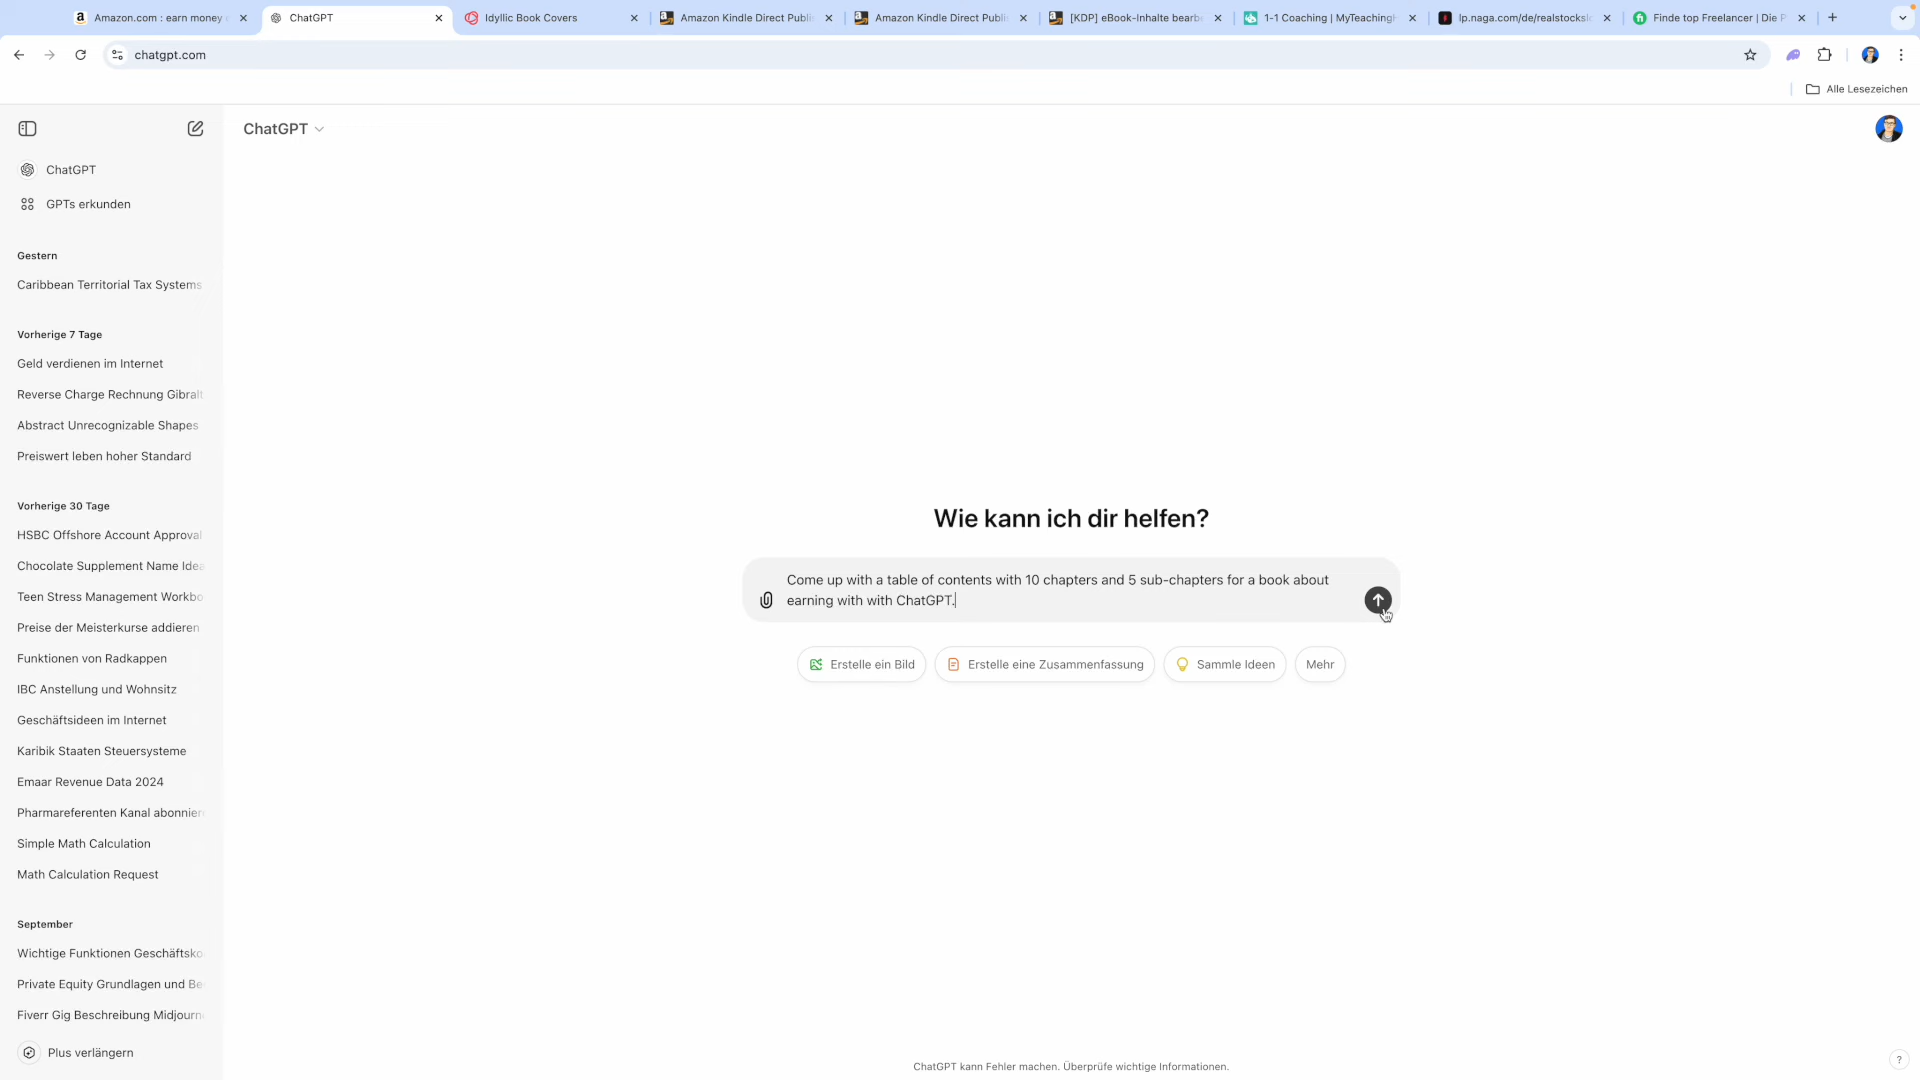 Amazon.com : earn money
ChatGPT
Idyllic Book Covers
Amazon Kindle Direct Publi
Amazon Kindle Direct Publi
[KDP] eBook-Inhalte bearb
1-1 Coaching | MyTeaching
lp.naga.com/de/realstocks
Finde top Freelancer | Die P
chatgpt.com
Alle Lesezeichen
ChatGPT
ChatGPT
GPTs erkunden
Gestern
Caribbean Territorial Tax Systems
Vorherige 7 Tage
Geld verdienen im Internet
Reverse Charge Rechnung Gibralt
Abstract Unrecognizable Shapes
Preiswert leben hoher Standard
Vorherige 30 Tage
HSBC Offshore Account Approval
Chocolate Supplement Name Idea
Teen Stress Management Workbo
Preise der Meisterkurse addieren
Funktionen von Radkappen
IBC Anstellung und Wohnsitz
Geschäftsideen im Internet
Karibik Staaten Steuersysteme
Emaar Revenue Data 2024
Pharmareferenten Kanal abonnier
Simple Math Calculation
Math Calculation Request
September
Wichtige Funktionen Geschäftsko
Private Equity Grundlagen und Be
Fiverr Gig Beschreibung Midjourn
Plus verlängern
Wie kann ich dir helfen?
Come up with a table of contents with 10 chapters and 5 sub-chapters for a book about
earning with with ChatGPT.
Erstelle ein Bild
Erstelle eine Zusammenfassung
Sammle Ideen
Mehr
ChatGPT kann Fehler machen. Überprüfe wichtige Informationen.
?